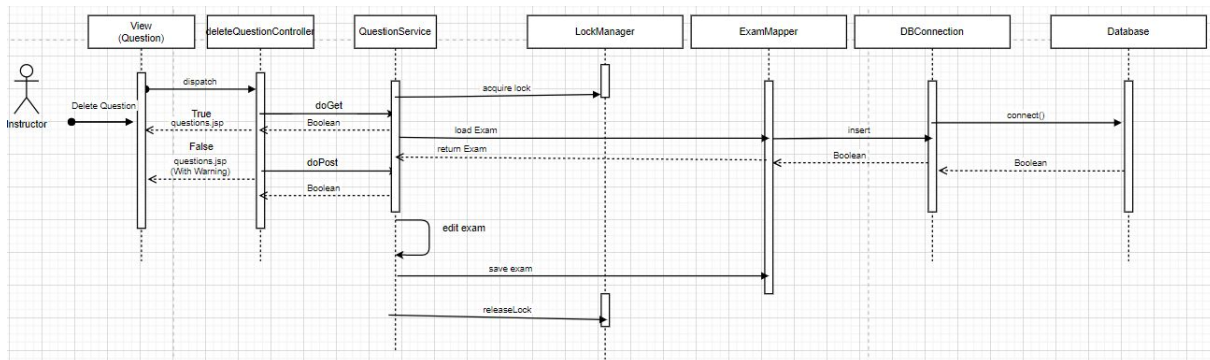 View
(Question)
deleteQuestionController
QuestionService
LockManager
ExamMapper
DBConnection
Database
Instructor
Delete Question
dispatch
True
questions.jsp
False
questions.jsp
(With Warning)
doGet
Boolean
doPost
Boolean
acquire lock
load Exam
return Exam
edit exam
save exam
releaseLock
insert
Boolean
connect()
Boolean